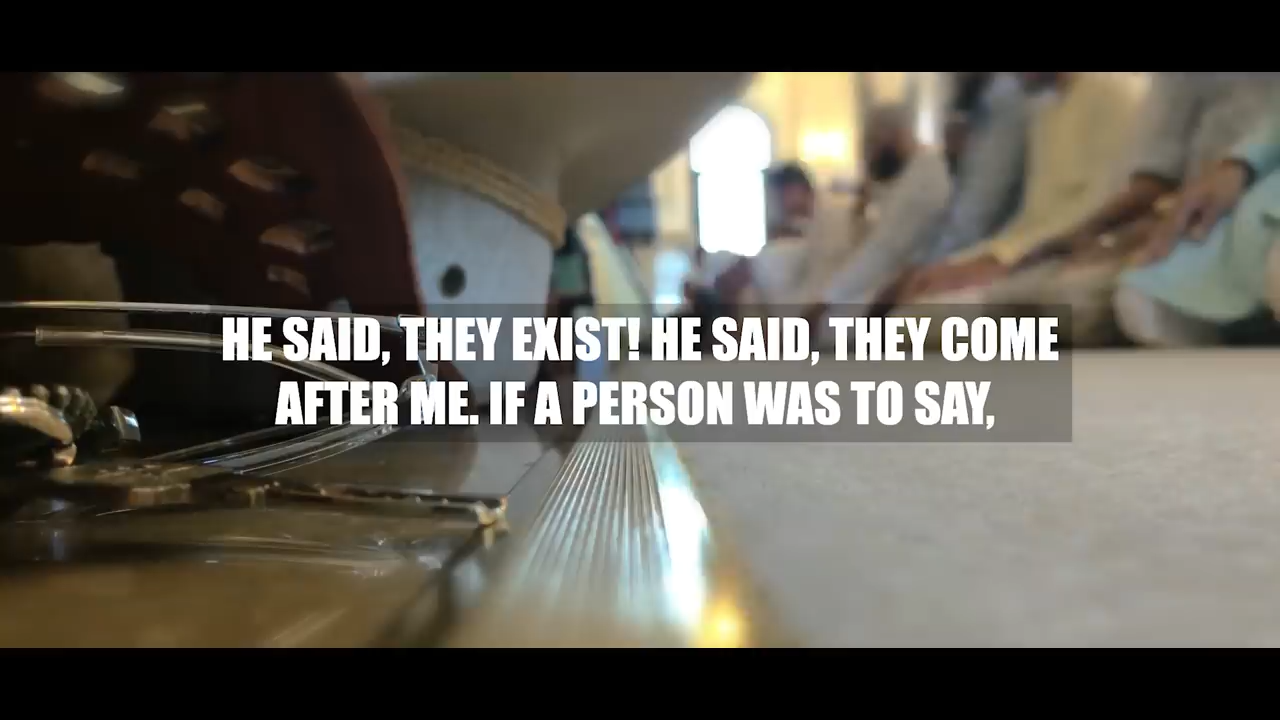 HE SAID, THEY EXIST! HE SAID, THEY COME
AFTER ME. IF A PERSON WAS TO SAY,